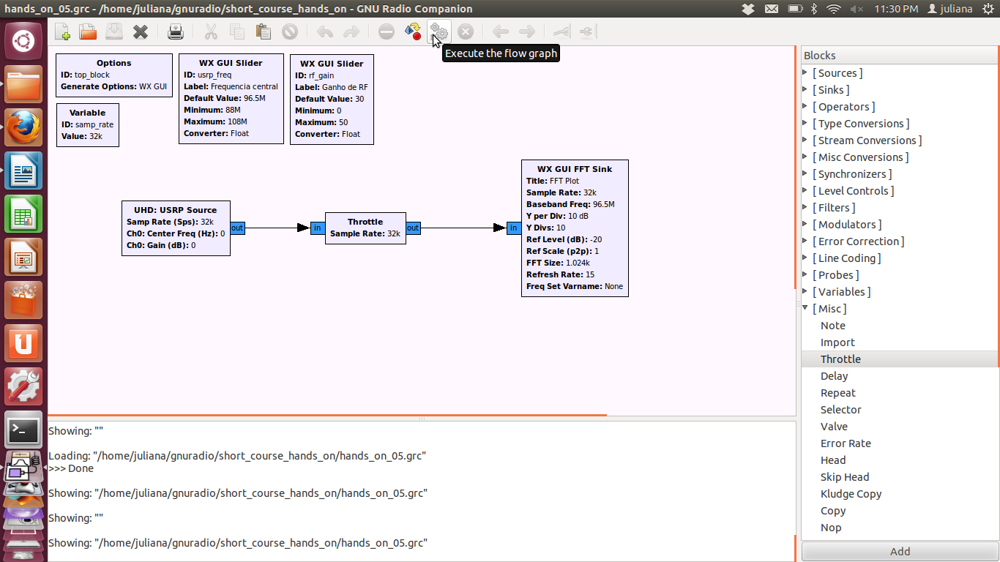 hands_on_05.grc - /home/juliana/gnuradio/short_course_hands_on - GNU Radio Companion
11:30 PM juliana
Execute the flow graph
Options
ID: top_block
Generate Options: WX GUI
Variable
ID: samp_rate
Value: 32k
WX GUI Slider
ID: usrp_freq
Label: Frequencia central
Default Value: 96.5M
Minimum: 88M
Maximum: 108M
Converter: Float
WX GUI Slider
ID: rf_gain
Label: Ganho de RF
Default Value: 30
Minimum: 0
Maximum: 50
Converter: Float
UHD: USRP Source
Samp Rate (Sps): 32k
Ch0: Center Freq (Hz): 0
Ch0: Gain (dB): 0
out
in
Throttle
Sample Rate: 32k
out
in
WX GUI FFT Sink
Title: FFT Plot
Sample Rate: 32k
Baseband Freq: 96.5M
Y per Div: 10 dB
Y Divs: 10
Ref Level (dB): -20
Ref Scale (p2p): 1
FFT Size: 1.024k
Refresh Rate: 15
Freq Set Varname: None
Showing: ""
Loading: "/home/juliana/gnuradio/short_course_hands_on/hands_on_05.grc"
>>> Done
Showing: "/home/juliana/gnuradio/short_course_hands_on/hands_on_05.grc"
Showing: ""
Showing: "/home/juliana/gnuradio/short_course_hands_on/hands_on_05.grc"
Blocks
[ Sources ]
[ Sinks ]
[ Operators ]
[ Type Conversions ]
[ Stream Conversions ]
[ Misc Conversions ]
[ Synchronizers ]
[ Level Controls ]
[ Filters ]
[ Modulators ]
[ Error Correction ]
[ Line Coding ]
[ Probes ]
[ Variables ]
[ Misc ]
Note
Import
Throttle
Delay
Repeat
Selector
Valve
Error Rate
Head
Skip Head
Kludge Copy
Copy
Nop
Add